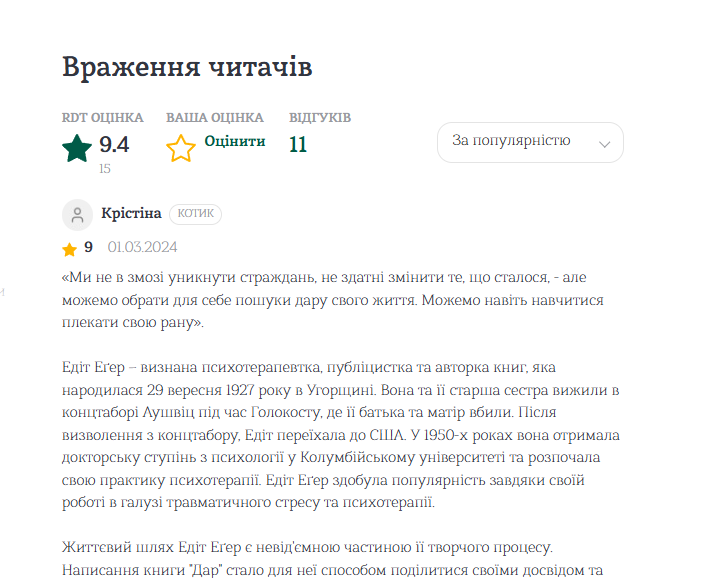 Враження читачів
RDT ОЦІНКА ВАША ОЦІНКА ВІДГУКІВ
9.4 Оцінити 11
15
За популярністю
Крістіна КОТИК
9 01.03.2024
«Ми не в змозі уникнути страждань, не здатні змінити те, що сталося, - але
можемо обрати для себе пошуки дару свого життя. Можемо навіть навчитися
плекати свою рану».
Едіт Еґер – визнана психотерапевтка, публіцистка та авторка книг, яка
народилася 29 вересня 1927 року в Угорщині. Вона та її старша сестра вижили в
концтаборі Аушвіц під час Голокосту, де її батька та матір вбили. Після
визволення з концтабору, Едіт переїхала до США. У 1950-х роках вона отримала
докторську ступінь з психології у Колумбійському університеті та розпочала
свою практику психотерапії. Едіт Еґер здобула популярність завдяки своїй
роботі в галузі травматичного стресу та психотерапії.
Життєвий шлях Едіт Еґер є невід'ємною частиною її творчого процесу.
Написання книги "Дар" стало для неї способом поділитися своїми досвідом та